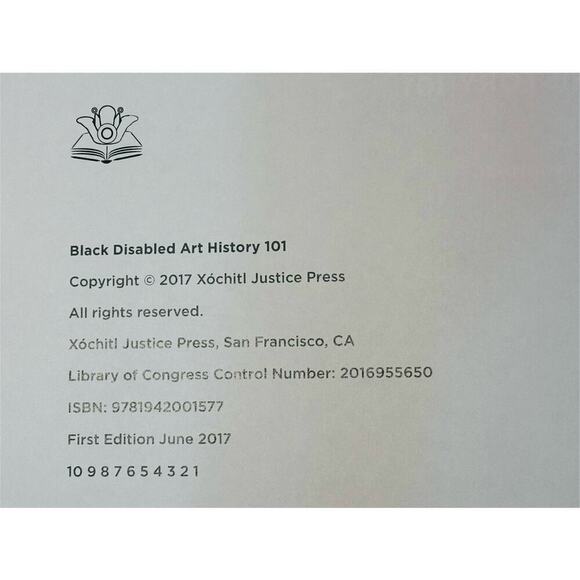 Black Disabled Art History 101
Copyright © 2017 Xóchitl Justice Press
All rights reserved.
Xóchitl Justice Press, San Francisco, CA
Library of Congress Control Number: 2016955650
ISBN: 9781942001577
First Edition June 2017
10 9 8 7 6 5 4 3 2 1